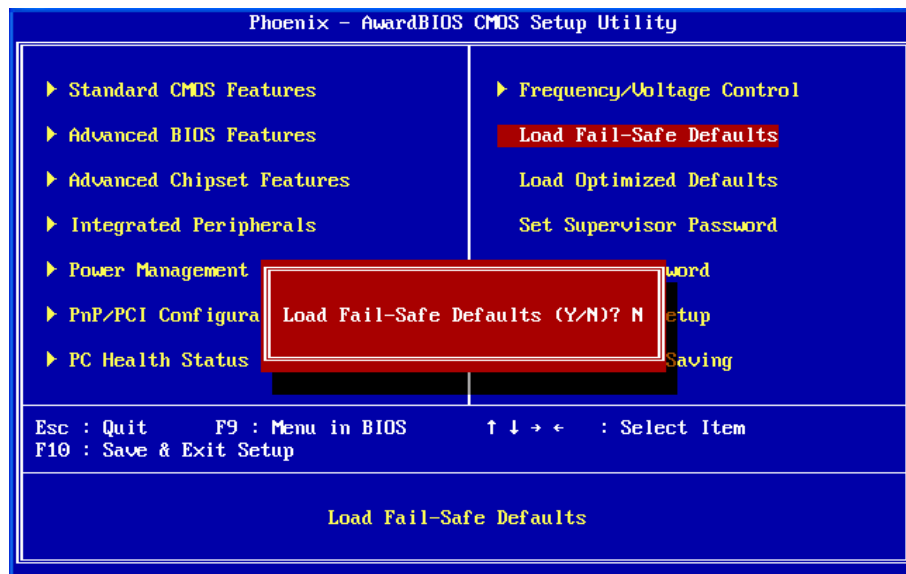 Phoenix - AwardBIOS CMOS Setup Utility
Standard CMOS Features
Advanced BIOS Features
Advanced Chipset Features
Integrated Peripherals
Power Management
PnP/PCI Configura
PC Health Status
Frequency/Voltage Control
Load Fail-Safe Defaults
Load Optimized Defaults
Set Supervisor Password
word
etup
Saving
Load Fail-Safe Defaults (Y/N)? N
Esc : Quit F9 : Menu in BIOS ↑ ↓ → ← : Select Item
F10 : Save & Exit Setup
Load Fail-Safe Defaults